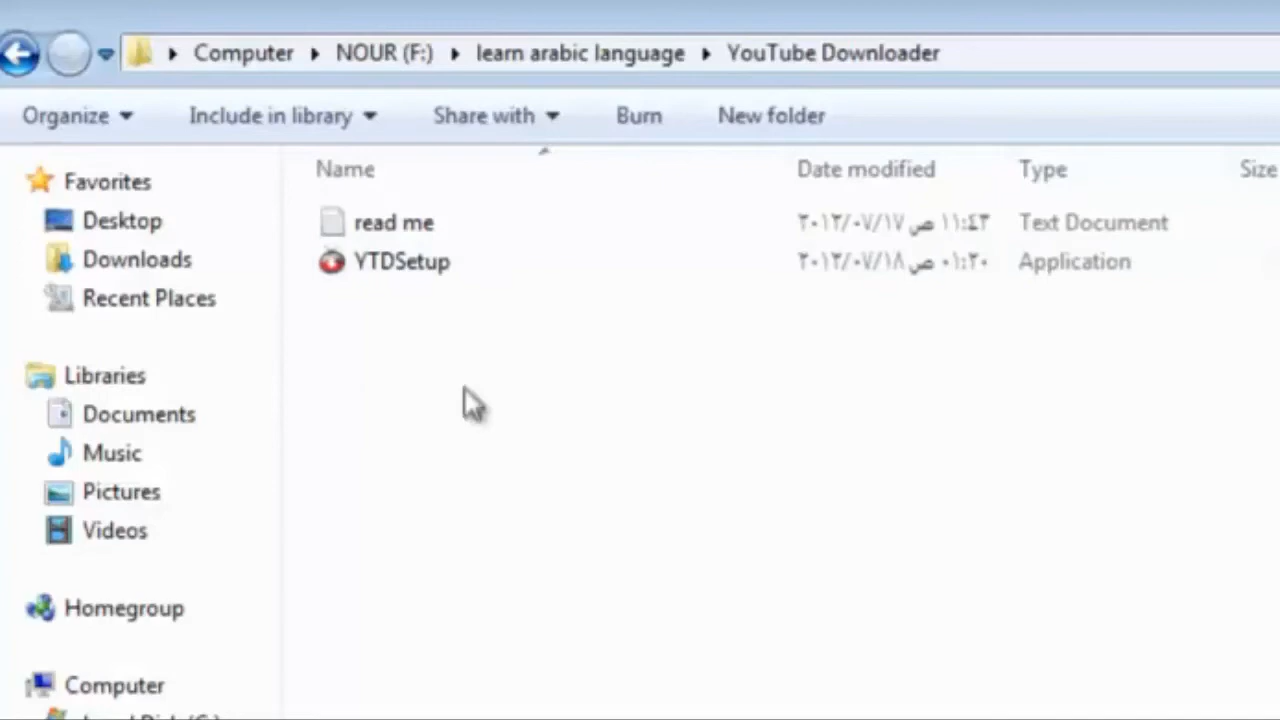 Computer NOUR (F:) learn arabic language YouTube Downloader
Organize Include in library Share with Burn New folder
Name Date modified Type Size
Favorites
Desktop
Downloads
Recent Places
Libraries
Documents
Music
Pictures
Videos
Homegroup
Computer
read me ٢٠١٢/٠٧/١٧ ص ١١:٤٣ Text Document
YTDSetup ٢٠١٢/٠٧/١٨ ص ٠١:٢٠ Application